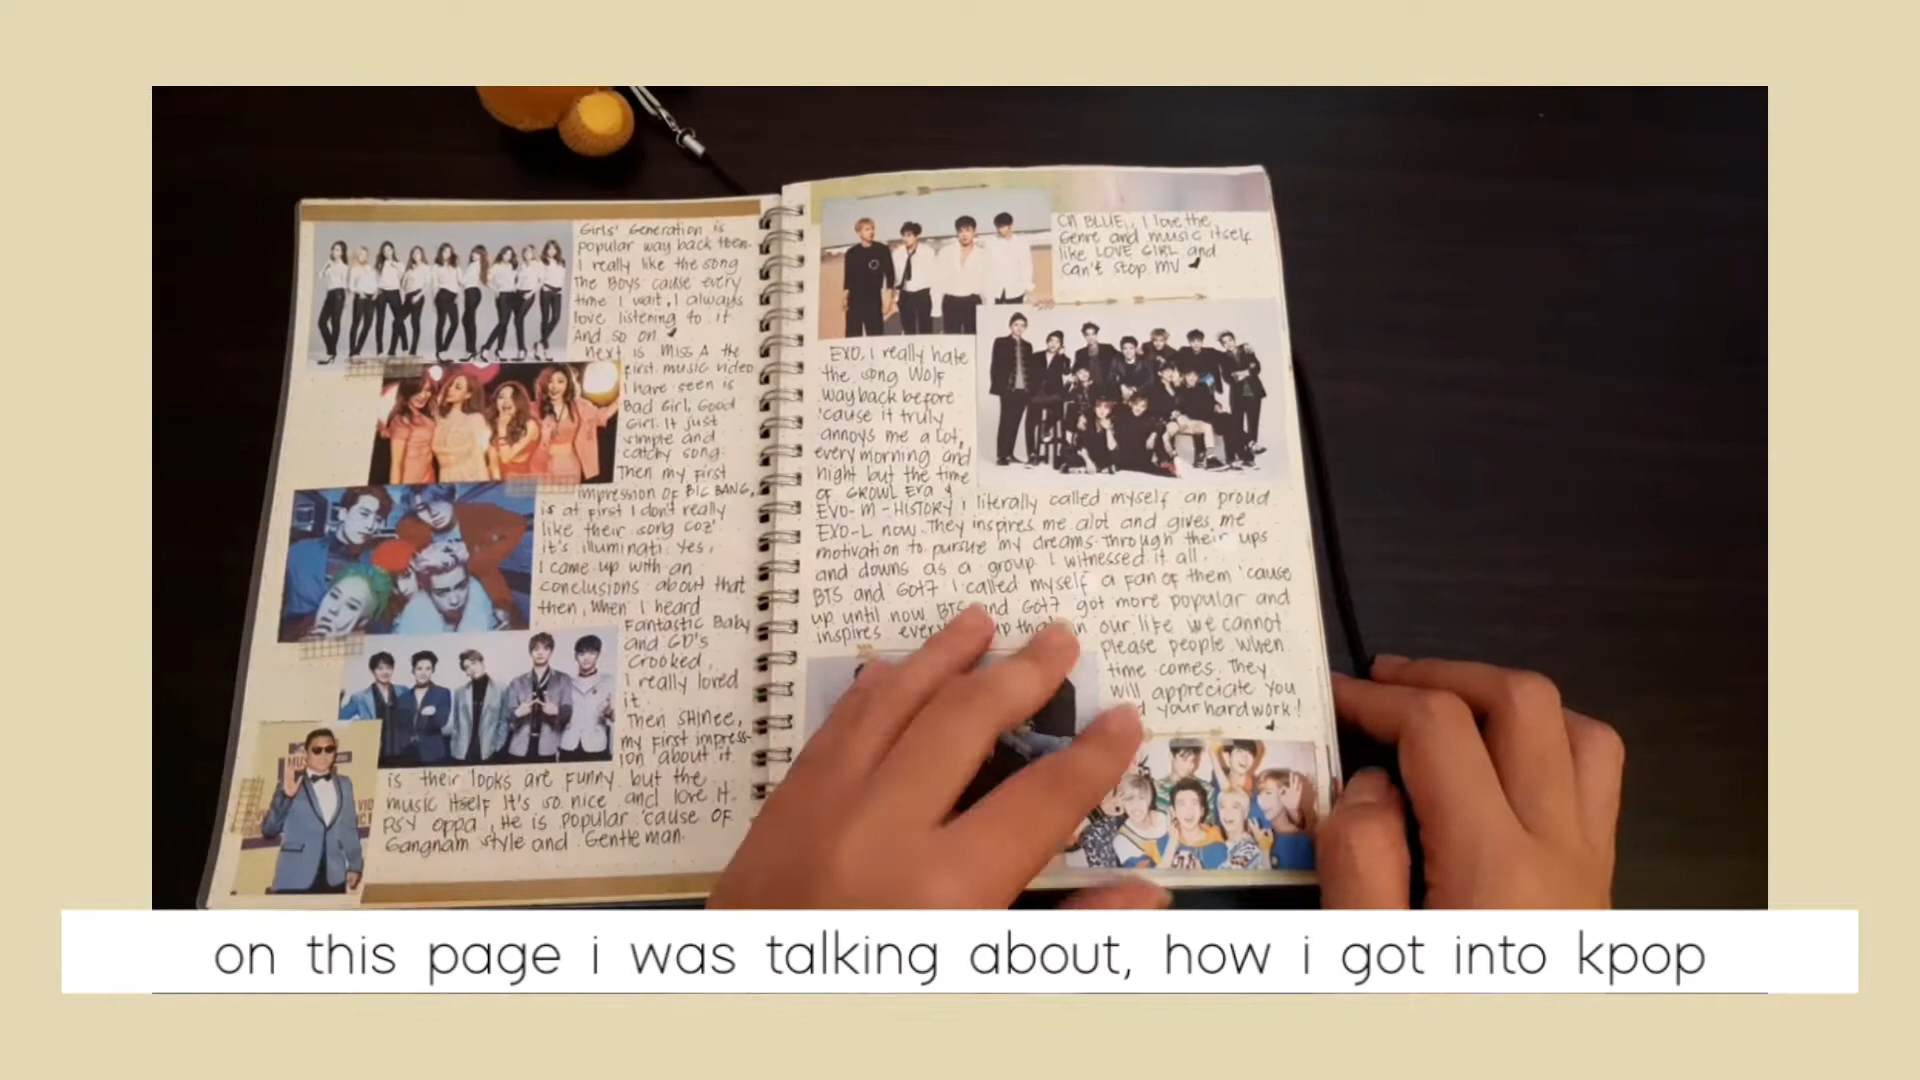 Girls' Generation is
popular way back then.
I really like the song
The Boys cause every
time I wait, I always
love listening to it
And so on.
next is Miss A the
first music video
I have seen is
Bad Girl, Good
Girl. It just
simple and
catchy song.
Then my first
impression of BIG BANG,
is at first I don't really
like their song coz'
it's illuminati. Yes,
I came up with an
conclusions about that
then, when I heard
Fantastic Baby
and GD's
Crooked.
I really loved
it.
Then SHInee,
my first impress-
ion about it
is their looks are funny but the
music itself It's so nice and love it.
PSY oppa, He is popular 'cause OF
Gangnam style and Gentleman.
CN BLUE, I love the
Genre and music itself
like LOVE GIRL and
Can't stop MV
EXO, I really hate
the song Wolf
way back before
'cause it truly
annoys me a lot,
every morning and
night but the time
of GROWL Era &
EXO-M-HISTORY I literally called myself an proud
EXO-L now. They inspires me alot and gives me
motivation to pursue my dreams through their ups
and downs as a group I witnessed it all.
BTS and Got7 I called myself a fan of them 'cause
up until now BTS and Got7 got more popular and
inspires in our life we cannot
please people when
time comes. They
will appreciate you
your hardwork!
on this page i was talking about, how i got into kpop